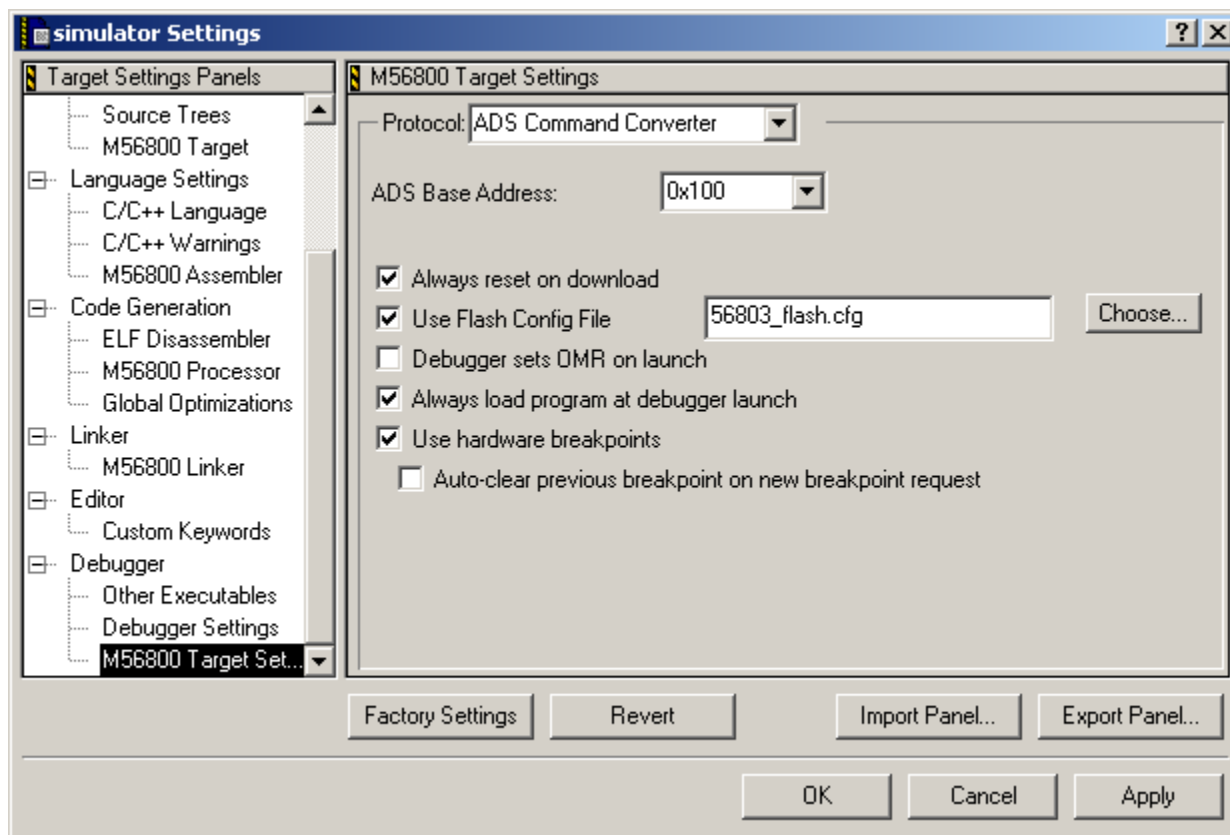 simulator Settings
Target Settings Panels
Source Trees
M56800 Target
Language Settings
C/C++ Language
C/C++ Warnings
M56800 Assembler
Code Generation
ELF Disassembler
M56800 Processor
Global Optimizations
Linker
M56800 Linker
Editor
Custom Keywords
Debugger
Other Executables
Debugger Settings
M56800 Target Set...
M56800 Target Settings
Protocol: ADS Command Converter
ADS Base Address: 0x100
Always reset on download
Use Flash Config File 56803_flash.cfg Choose...
Debugger sets OMR on launch
Always load program at debugger launch
Use hardware breakpoints
Auto-clear previous breakpoint on new breakpoint request
Factory Settings Revert Import Panel... Export Panel...
OK Cancel Apply